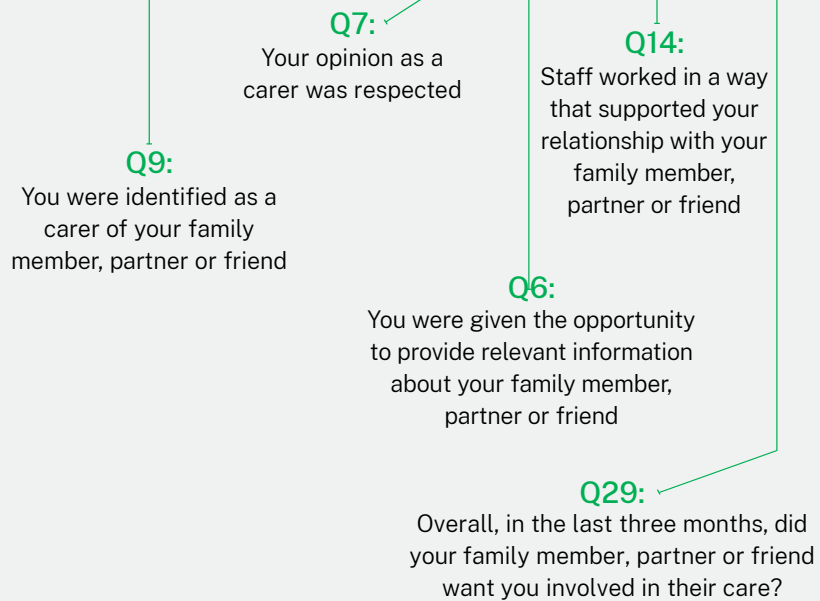 Q7:
Your opinion as a
carer was respected
Q14:
Staff worked in a way
that supported your
relationship with your
family member,
partner or friend
Q9:
You were identified as a
carer of your family
member, partner or friend
Q6:
You were given the opportunity
to provide relevant information
about your family member,
partner or friend
Q29:
Overall, in the last three months, did
your family member, partner or friend
want you involved in their care?